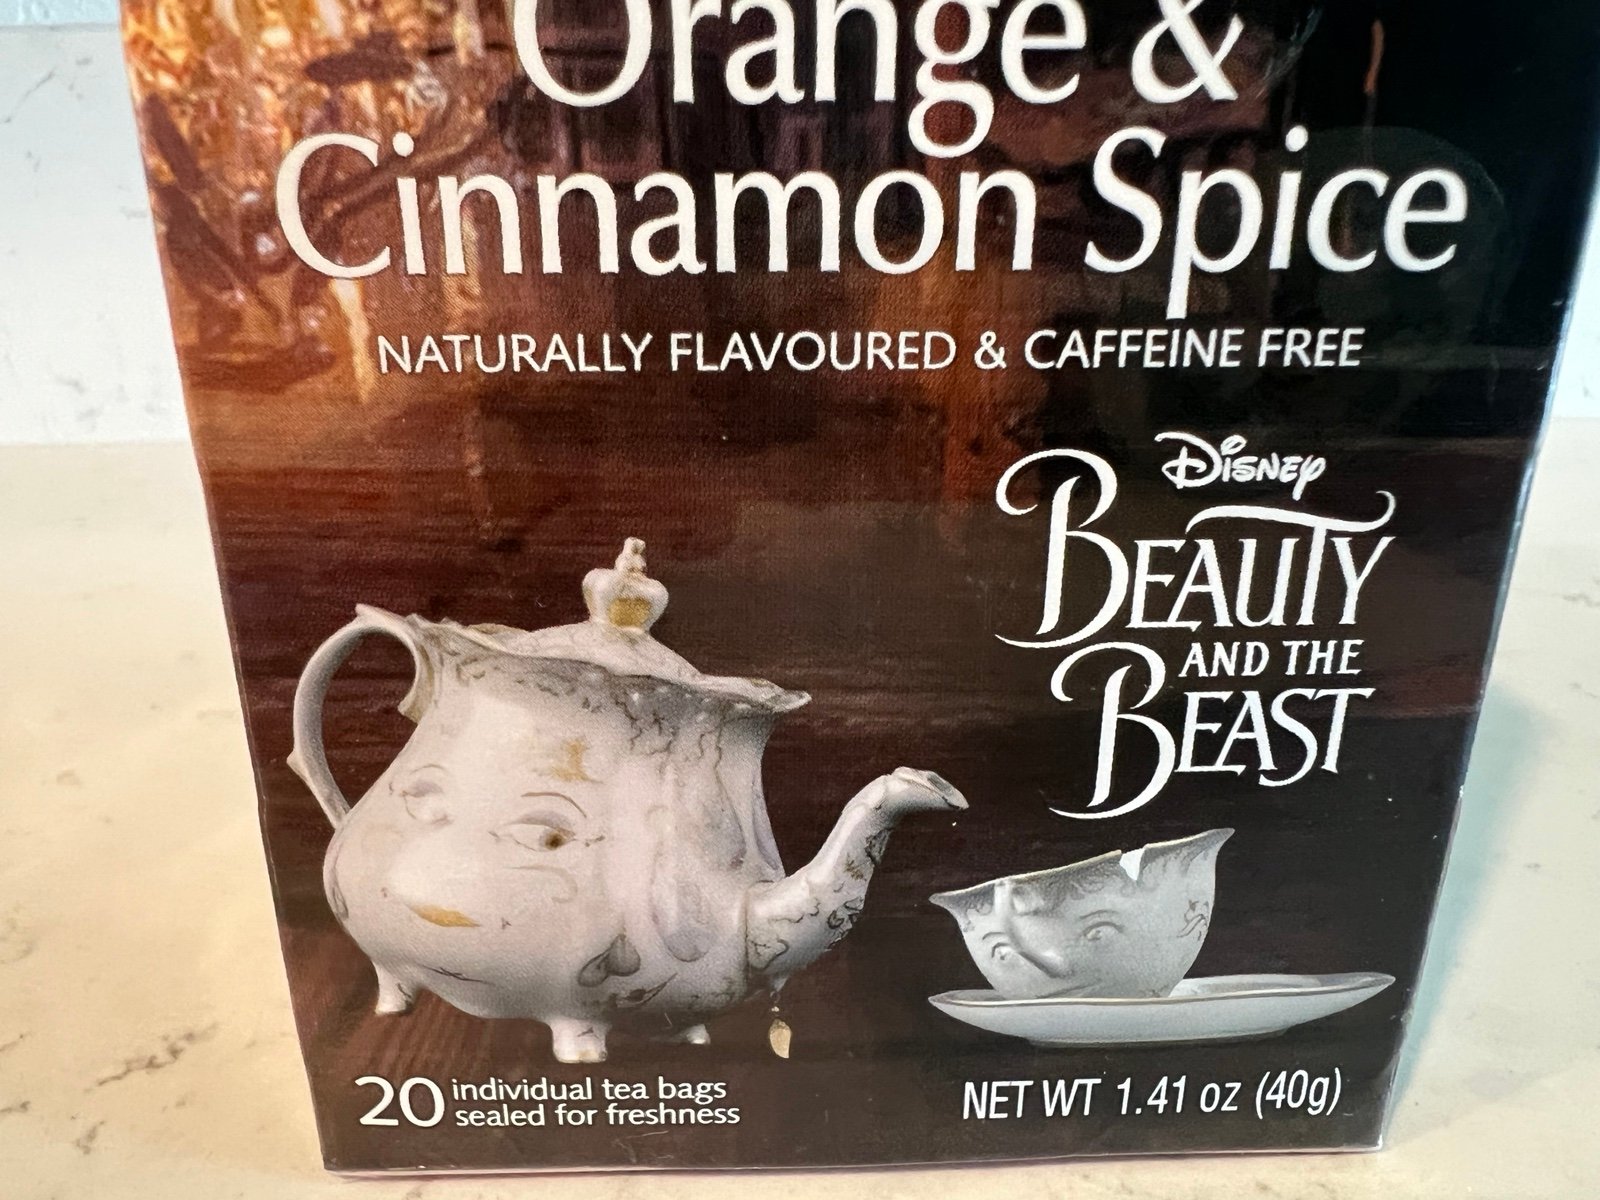 Orange &
Cinnamon Spice
NATURALLY FLAVOURED & CAFFEINE FREE
Disney
BEAUTY
AND THE
BEAST
20 individual tea bags
sealed for freshness
NET WT 1.41 oz (40g)